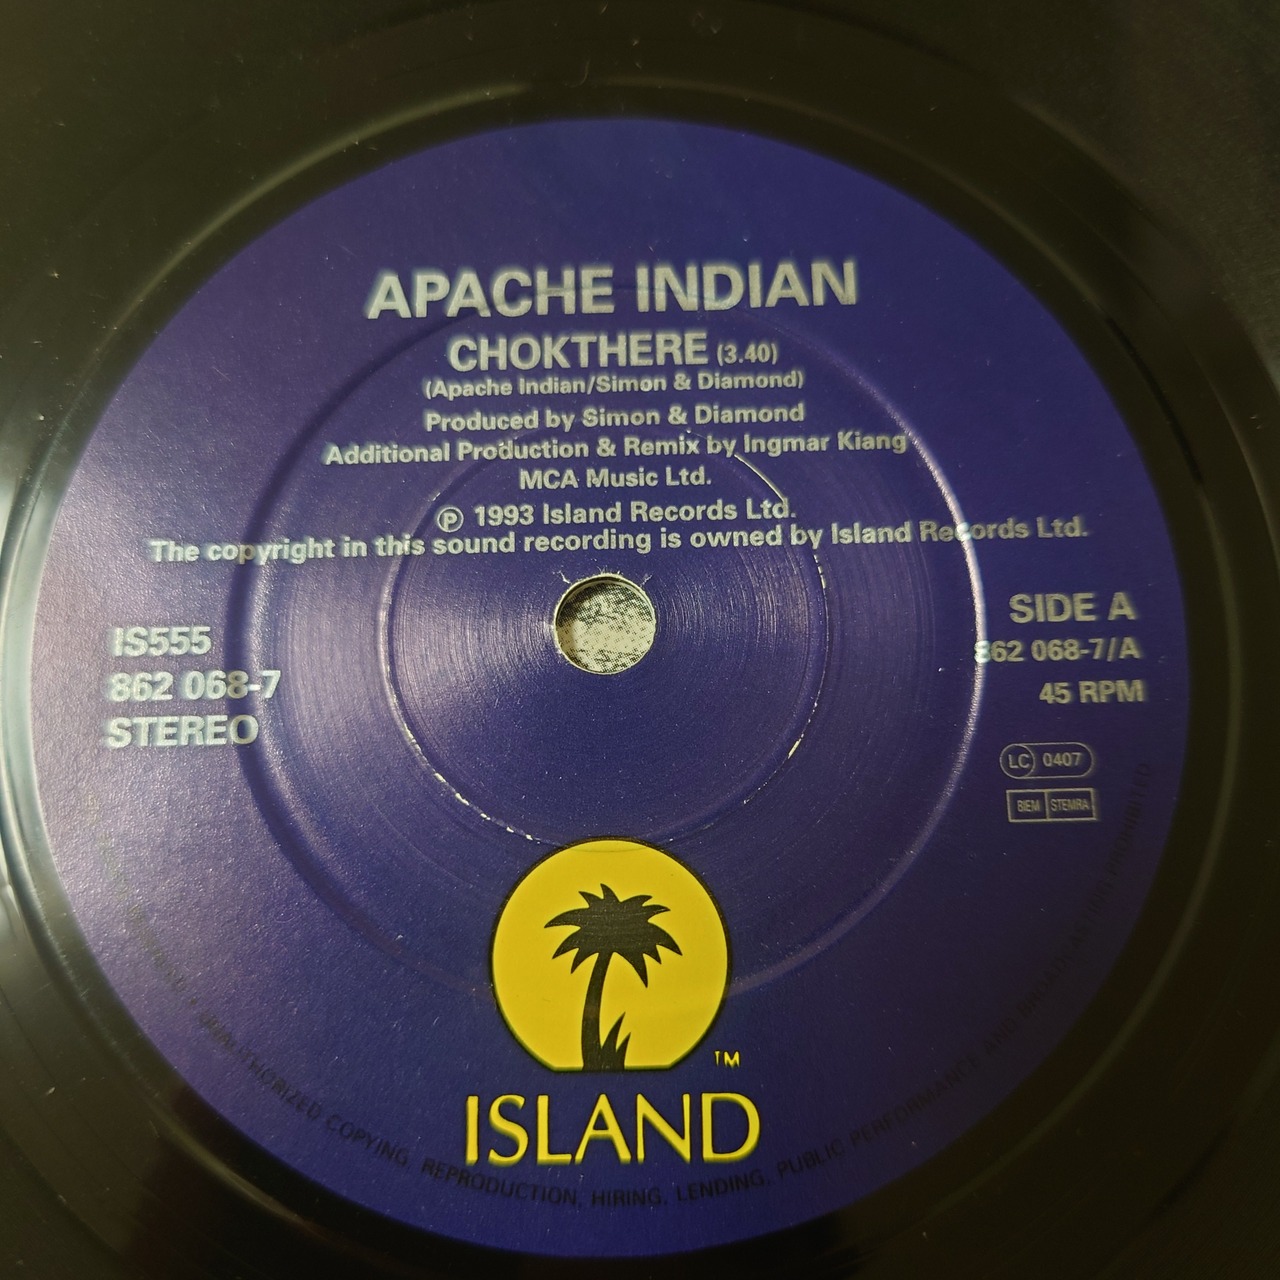 APACHE INDIAN
CHOKTHERE (3.40)
(Apache Indian/Simon & Diamond)
Produced by Simon & Diamond
Additional Production & Remix by Ingmar Kiang
MCA Music Ltd.
℗ 1993 Island Records Ltd.
The copyright in this sound recording is owned by Island Records Ltd.
IS555
862 068-7
STEREO
SIDE A
862 068-7/A
45 RPM
LC 0407
BIEM STEMRA
TM
ISLAND
UNAUTHORIZED COPYING, REPRODUCTION, HIRING, LENDING, PUBLIC PERFORMANCE AND BROADCASTING PROHIBITED